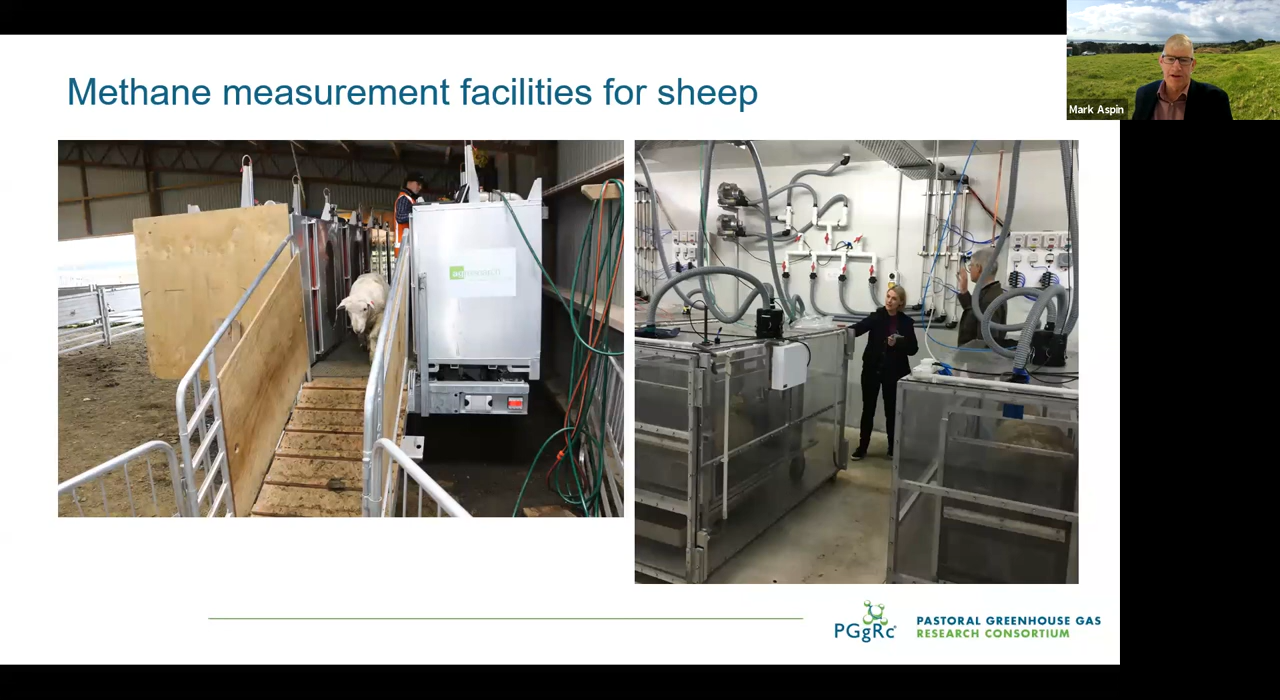 Methane measurement facilities for sheep
Mark Aspin
PGgRc
PASTORAL GREENHOUSE GAS
RESEARCH CONSORTIUM